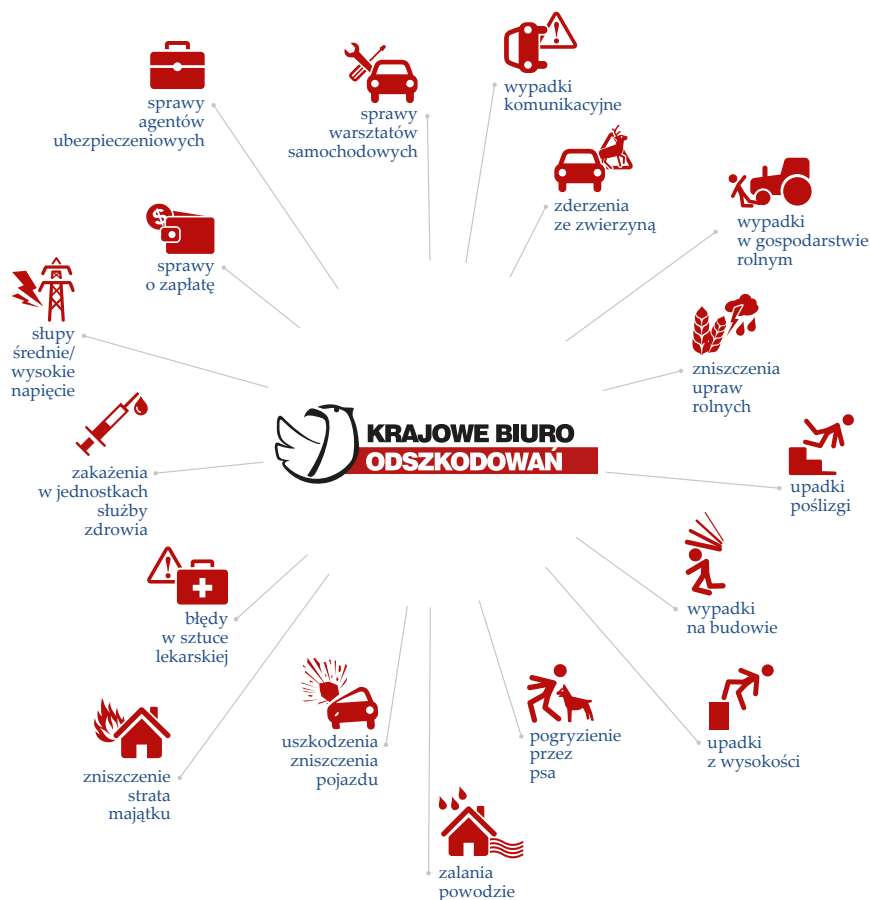 sprawy
agentów
ubezpieczeniowych
sprawy
warsztatów
samochodowych
wypadki
komunikacyjne
zderzenia
ze zwierzyną
wypadki
w gospodarstwie
rolnym
sprawy
o zapłatę
słupy
średnie/
wysokie
napięcie
zniszczenia
upraw
rolnych
KRAJOWE BIURO
ODSZKODOWAŃ
zakażenia
w jednostkach
służby
zdrowia
upadki
poślizgi
błędy
w sztuce
lekarskiej
wypadki
na budowie
zniszczenie
strata
majątku
uszkodzenia
zniszczenia
pojazdu
pogryzienie
przez
psa
upadki
z wysokości
zalania
powodzie